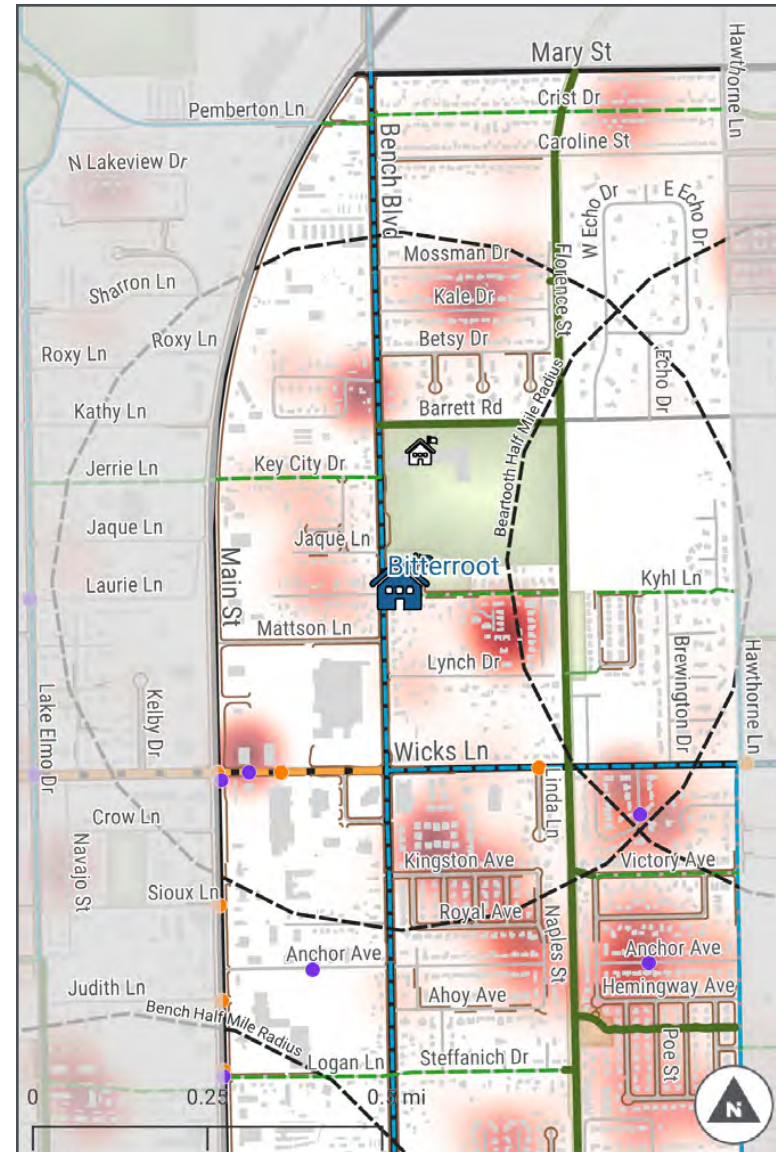 Mary St
Hawthorne Ln
Crist Dr
Pemberton Ln
Caroline St
Bench Blvd
N Lakeview Dr
W Echo Dr
E Echo Dr
Florence St
Mossman Dr
Sharron Ln
Kale Dr
Roxy Ln
Roxy Ln
Betsy Dr
Echo Dr
Kathy Ln
Barrett Rd
Beartooth Half Mile Radius
Jerrie Ln
Key City Dr
Jaque Ln
Jaque Ln
Main St
Bitterroot
Laurie Ln
Kyhl Ln
Mattson Ln
Brewington Dr
Hawthorne Ln
Lynch Dr
Lake Elmo Dr
Kelby Dr
Wicks Ln
Linda Ln
Crow Ln
Navajo St
Kingston Ave
Victory Ave
Sioux Ln
Royal Ave
Naples St
Anchor Ave
Anchor Ave
Judith Ln
Ahoy Ave
Hemingway Ave
Bench Half Mile Radius
Poe St
Logan Ln
Steffanich Dr
0
0.25
0.5 mi
N